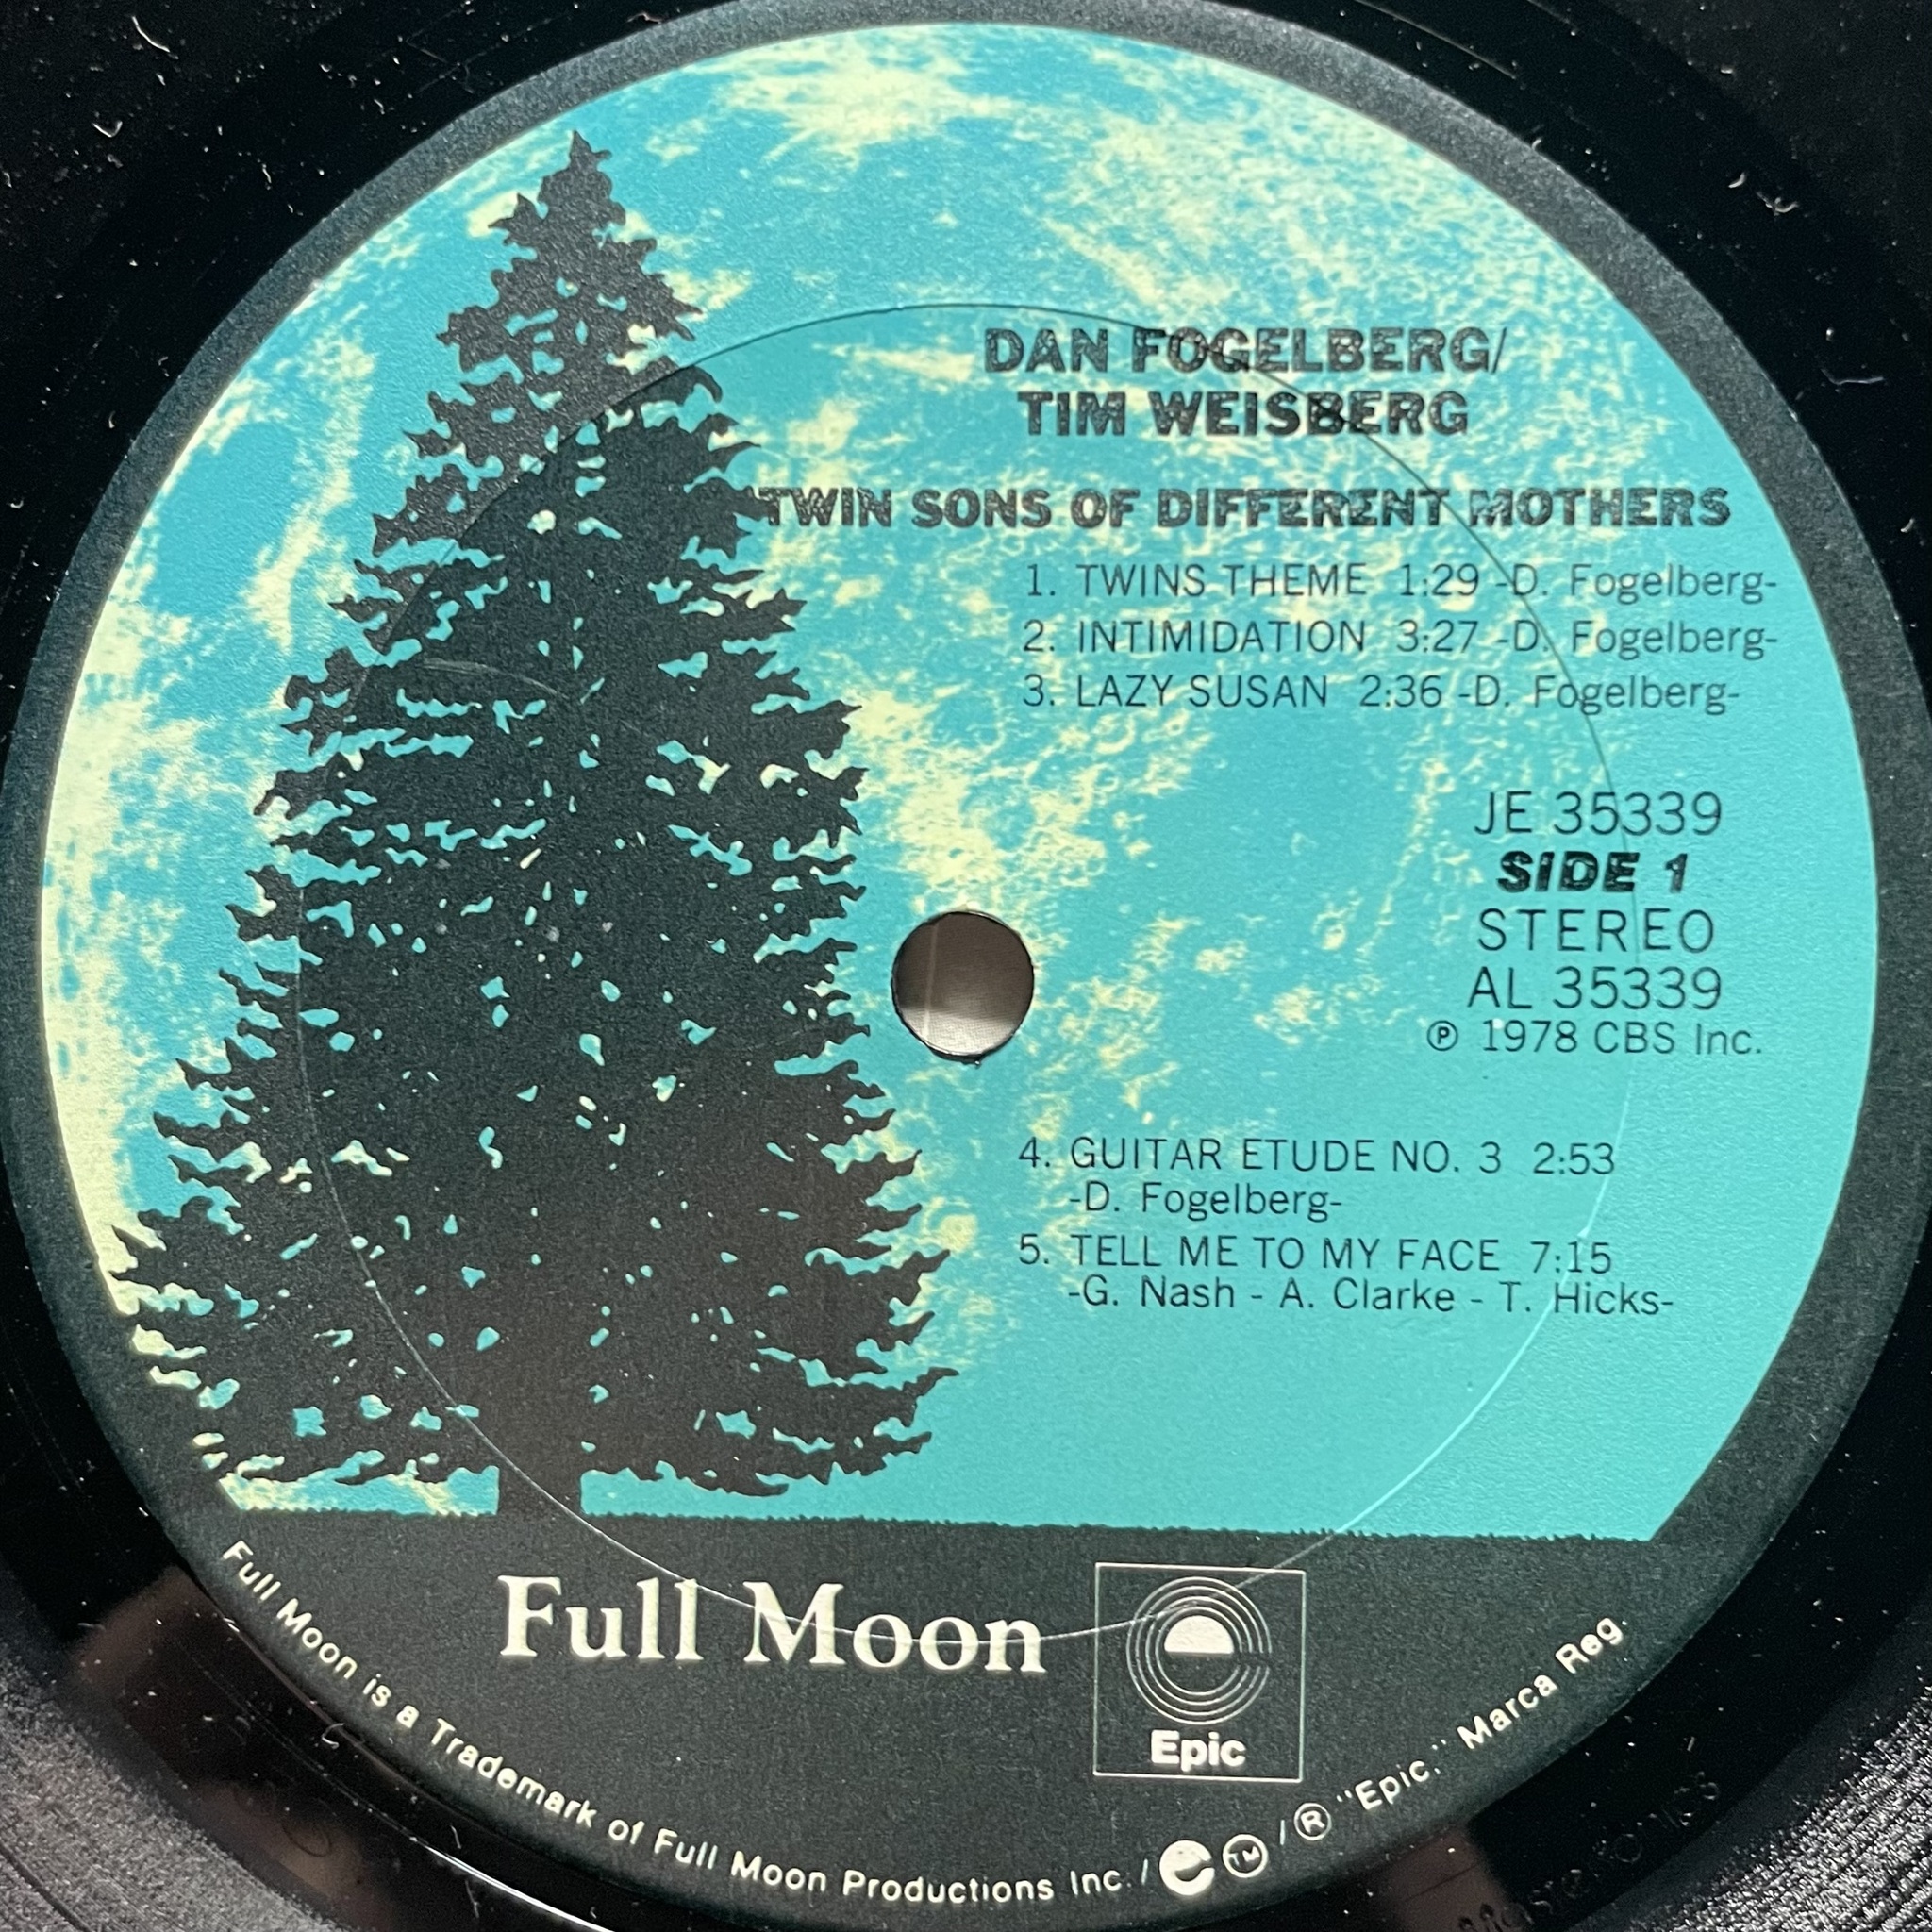 DAN FOGELBERG/
TIM WEISBERG
TWIN SONS OF DIFFERENT MOTHERS
1. TWINS THEME 1:29 -D. Fogelberg-
2. INTIMIDATION 3:27 -D. Fogelberg-
3. LAZY SUSAN 2:36 -D. Fogelberg-
JE 35339
SIDE 1
STEREO
AL 35339
℗ 1978 CBS Inc.
4. GUITAR ETUDE NO. 3 2:53
-D. Fogelberg-
5. TELL ME TO MY FACE 7:15
-G. Nash - A. Clarke - T. Hicks-
Full Moon
Epic
Full Moon is a Trademark of Full Moon Productions Inc. / e ™ / ® "Epic," Marca Reg.